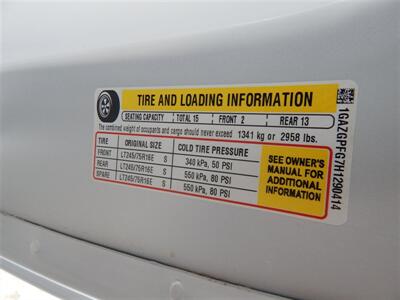 TIRE AND LOADING INFORMATION
SEATING CAPACITY TOTAL 15 FRONT 2 REAR 13
The combined weight of occupants and cargo should never exceed 1341 kg or 2958 lbs.
TIRE ORIGINAL SIZE COLD TIRE PRESSURE
FRONT LT245/75R16E S 340 kPa, 50 PSI
REAR LT245/75R16E S 550 kPa, 80 PSI
SPARE LT245/75R16E S 550 kPa, 80 PSI
SEE OWNER'S
MANUAL FOR
ADDITIONAL
INFORMATION
1GAZGPFG7H1290414